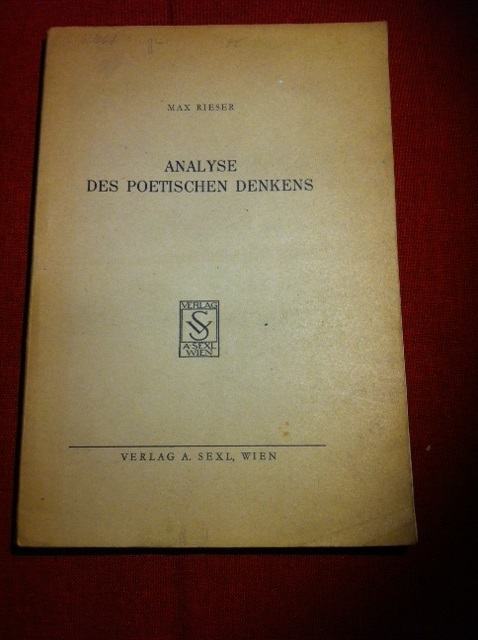 MAX RIESER
ANALYSE
DES POETISCHEN DENKENS
VERLAG
A·SEXL
WIEN
VERLAG A. SEXL, WIEN